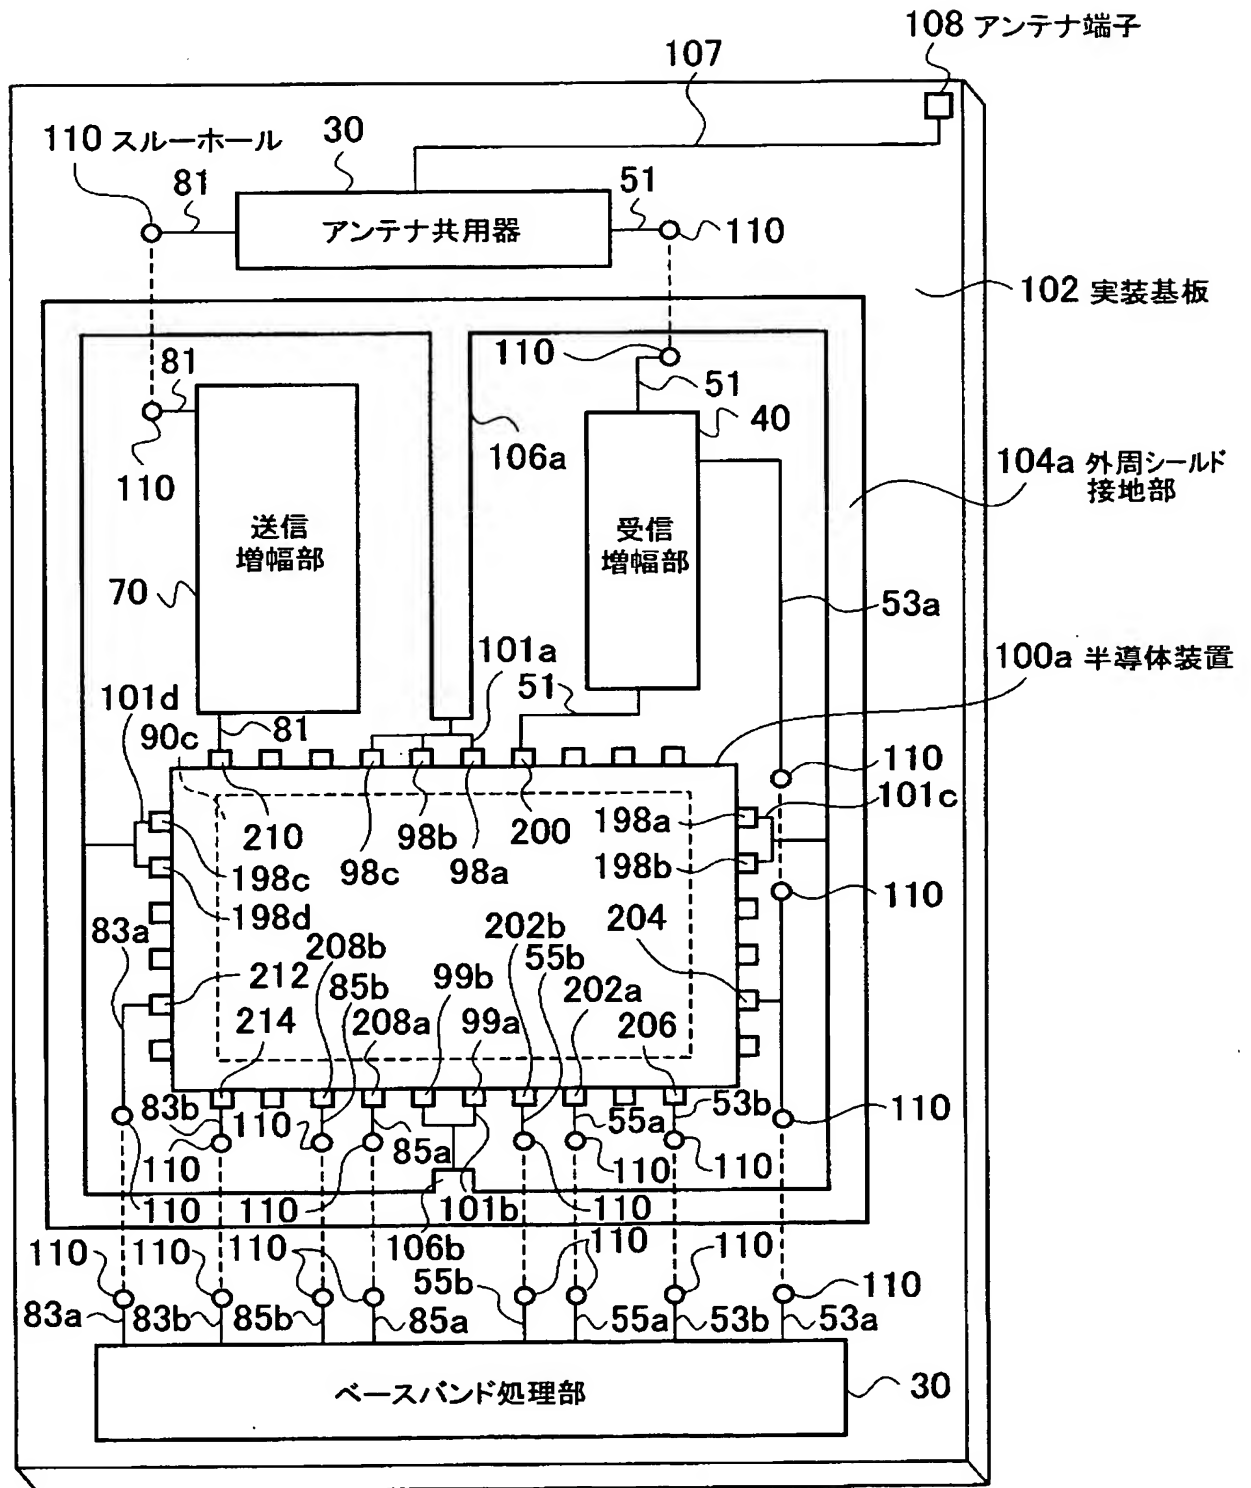 108 アンテナ端子
107
110 スルーホール
30
81
51
アンテナ共用器
110
102 実装基板
110
81
51
40
106a
110
104a 外周シールド
接地部
送信
増幅部
受信
増幅部
70
53a
101a
100a 半導体装置
51
101d
81
90c
110
101c
210
98b
200
198a
98c
98a
198b
198c
110
198d
202b
204
83a
208b
55b
99b
202a
212
85b
214
208a
99a
206
83b
110
85a
55a
53b
110
110
110
110
110
110
101b
110
106b
110
110
110
110
110
55b
110
83a
83b
85b
85a
55a
53b
53a
ベースバンド処理部
30